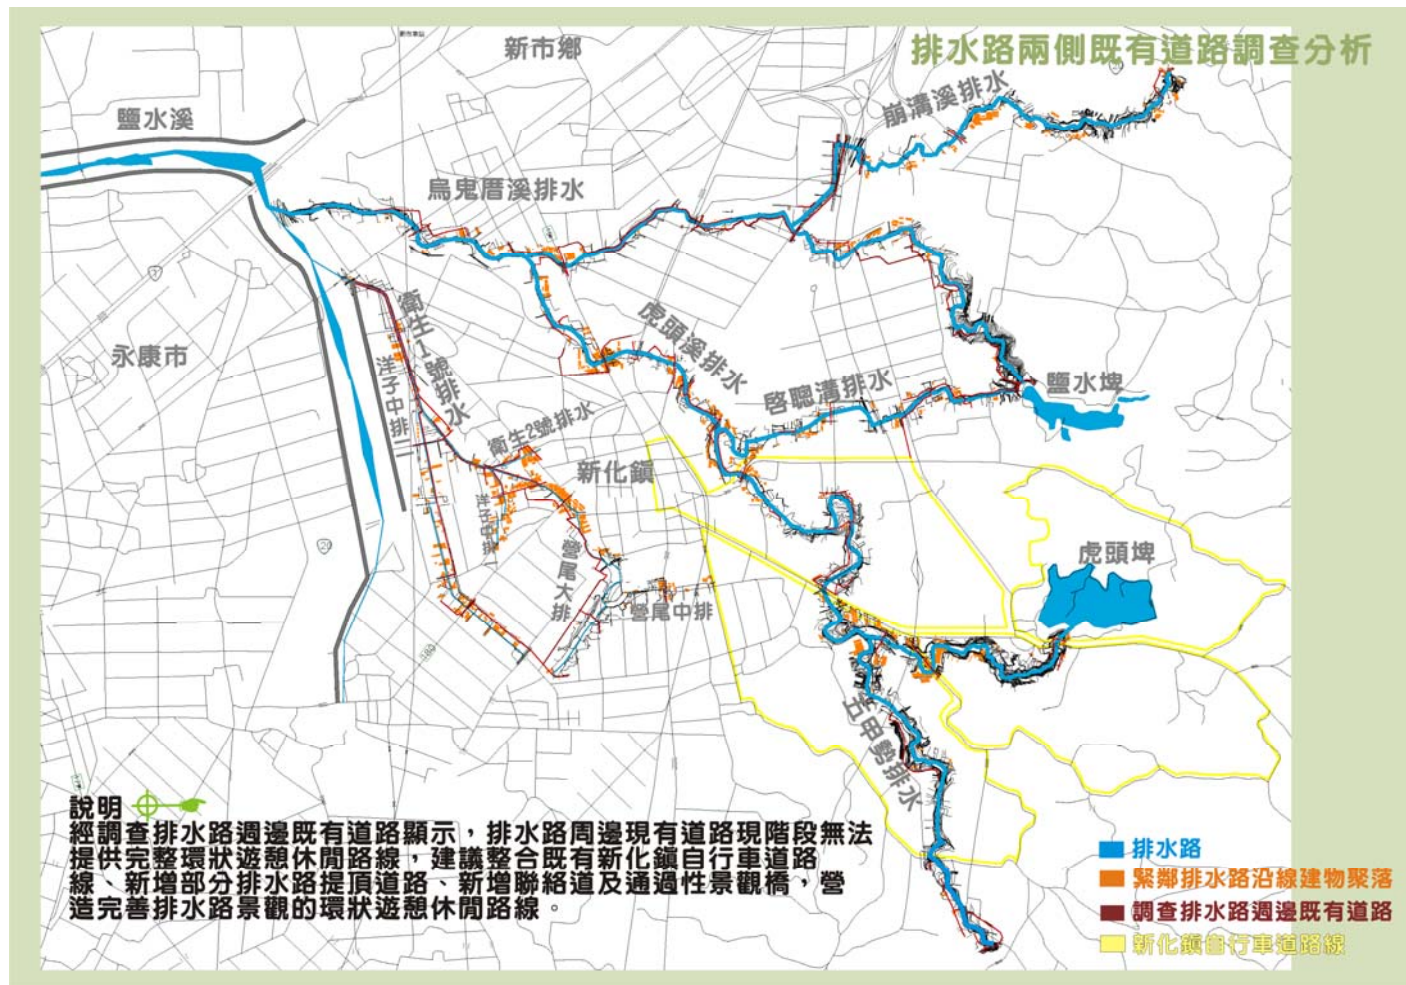 排水路兩側既有道路調查分析
新市鄉
崩溝溪排水
鹽水溪
烏鬼厝溪排水
衛生1號排水
虎頭溪排水
永康市
洋子中排二
啓聰溝排水
鹽水埤
衛生2號排水
新化鎮
虎頭埤
營尾大排
營尾中排
20
180
五甲勢排水
說明
經調查排水路週邊既有道路顯示，排水路周邊現有道路現階段無法
提供完整環狀遊憩休閒路線，建議整合既有新化鎮自行車道路
線、新增部分排水路提頂道路、新增聯絡道及通過性景觀橋，營
造完善排水路景觀的環狀遊憩休閒路線。
排水路
緊鄰排水路沿線建物聚落
調查排水路週邊既有道路
新化鎮自行車道路線